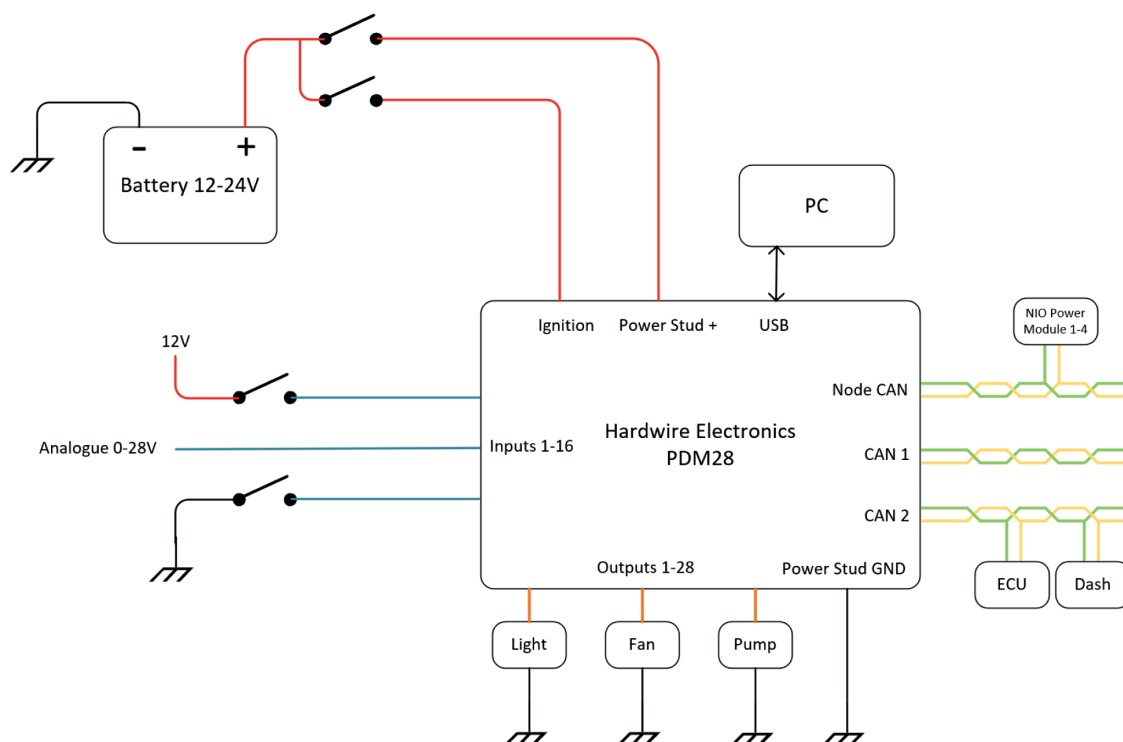 -
+
Battery 12-24V
PC
Ignition
Power Stud +
USB
NIO Power
Module 1-4
12V
Node CAN
Hardwire Electronics
PDM28
Analogue 0-28V
Inputs 1-16
CAN 1
CAN 2
Outputs 1-28
Power Stud GND
ECU
Dash
Light
Fan
Pump